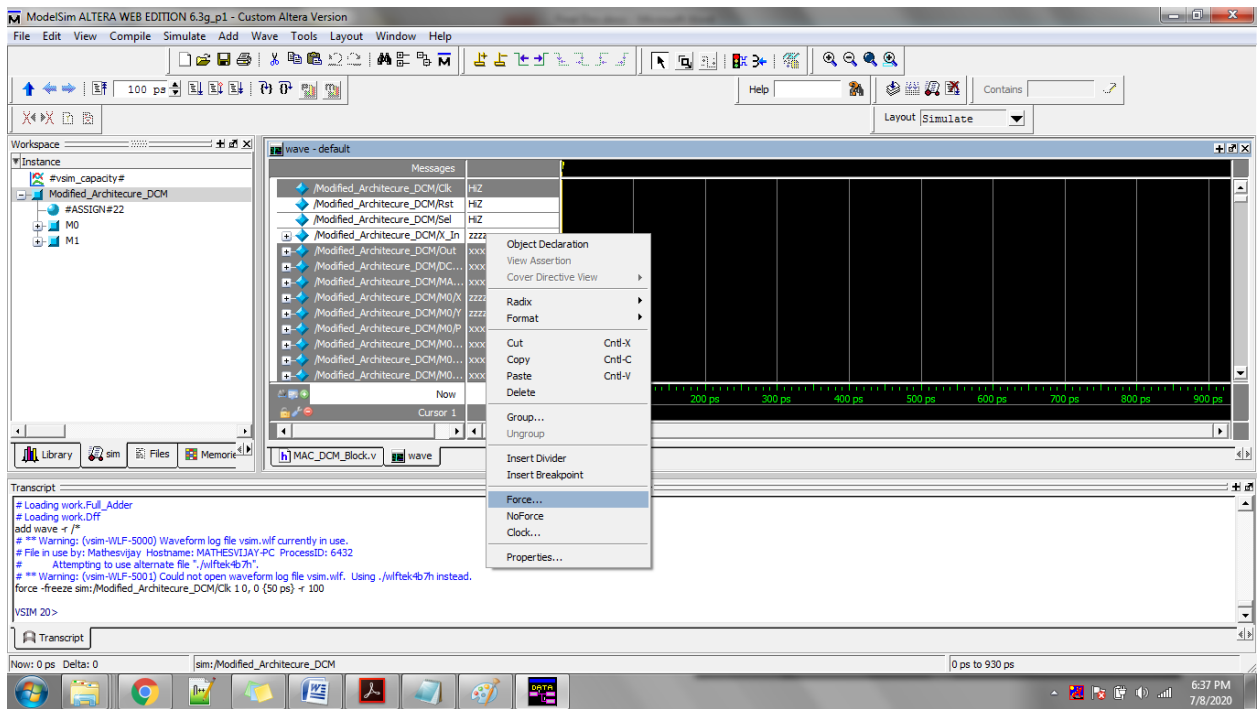 ModelSim ALTERA WEB EDITION 6.3g_p1 - Custom Altera Version
File Edit View Compile Simulate Add Wave Tools Layout Window Help
100 ps
Help
Contains
Layout Simulate
Workspace
wave - default
Instance
Messages
#vsim_capacity#
Modified_Architecure_DCM
#ASSIGN#22
M0
M1
/Modified_Architecure_DCM/Clk HiZ
/Modified_Architecure_DCM/Rst HiZ
/Modified_Architecure_DCM/Sel HiZ
/Modified_Architecure_DCM/X_In zzzz
/Modified_Architecure_DCM/Out xxx
/Modified_Architecure_DCM/DC... xxx
/Modified_Architecure_DCM/MA... xxx
/Modified_Architecure_DCM/M0/X zzzz
/Modified_Architecure_DCM/M0/Y zzzz
/Modified_Architecure_DCM/M0/P xxx
/Modified_Architecure_DCM/M0... xxx
/Modified_Architecure_DCM/M0... xxx
/Modified_Architecure_DCM/M0... xxx
Now
Cursor 1
200 ps 300 ps 400 ps 500 ps 600 ps 700 ps 800 ps 900 ps
Object Declaration
View Assertion
Cover Directive View
Radix
Format
Cut Cntl-X
Copy Cntl-C
Paste Cntl-V
Delete
Group...
Ungroup
Insert Divider
Insert Breakpoint
Force...
NoForce
Clock...
Properties...
Library sim Files Memorie
MAC_DCM_Block.v wave
Transcript
# Loading work.Full_Adder
# Loading work.Dff
add wave -r /*
# ** Warning: (vsim-WLF-5000) Waveform log file vsim.wlf currently in use.
# File in use by: Mathesvijay Hostname: MATHESVIJAY-PC ProcessID: 6432
# Attempting to use alternate file "./wlftek4b7h".
# ** Warning: (vsim-WLF-5001) Could not open waveform log file vsim.wlf. Using ./wlftek4b7h instead.
force -freeze sim:/Modified_Architecure_DCM/Clk 1 0, 0 {50 ps} -r 100
VSIM 20>
Transcript
Now: 0 ps Delta: 0 sim:/Modified_Architecure_DCM 0 ps to 930 ps
DATA
6:37 PM
7/8/2020